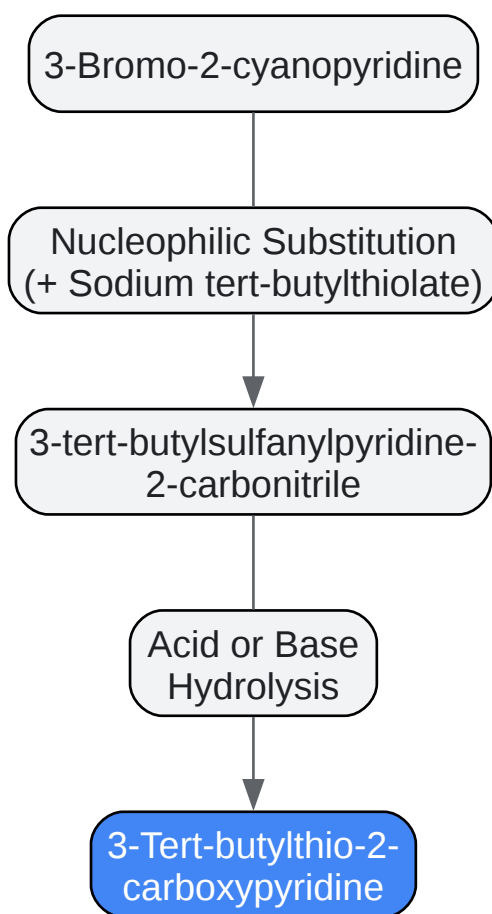 3-Bromo-2-cyanopyridine
Nucleophilic Substitution
(+ Sodium tert-butylthiolate)
3-tert-butylsulfanylpyridine-
2-carbonitrile
Acid or Base
Hydrolysis
3-Tert-butylthio-2-
carboxypyridine